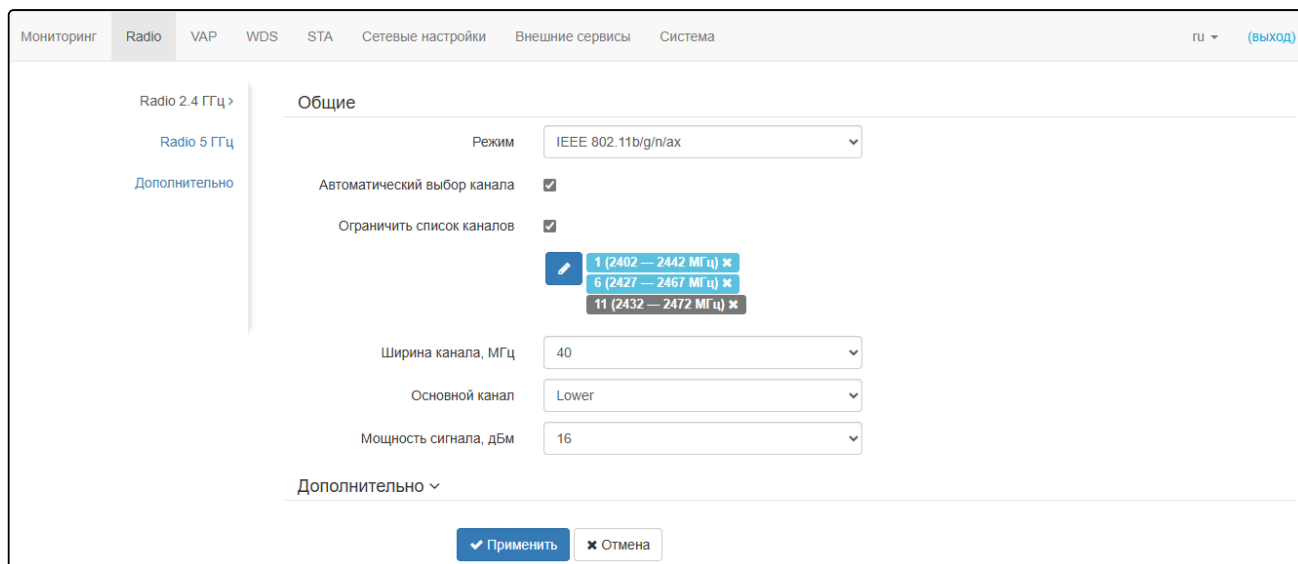 Мониторинг Radio VAP WDS STA Сетевые настройки Внешние сервисы Система ru (выход)
Radio 2.4 ГГц
Radio 5 ГГц
Дополнительно
Общие
Режим IEEE 802.11b/g/n/ax
Автоматический выбор канала
Ограничить список каналов
1 (2402 — 2442 МГц)
6 (2427 — 2467 МГц)
11 (2432 — 2472 МГц)
Ширина канала, МГц 40
Основной канал Lower
Мощность сигнала, дБм 16
Дополнительно
Применить Отмена